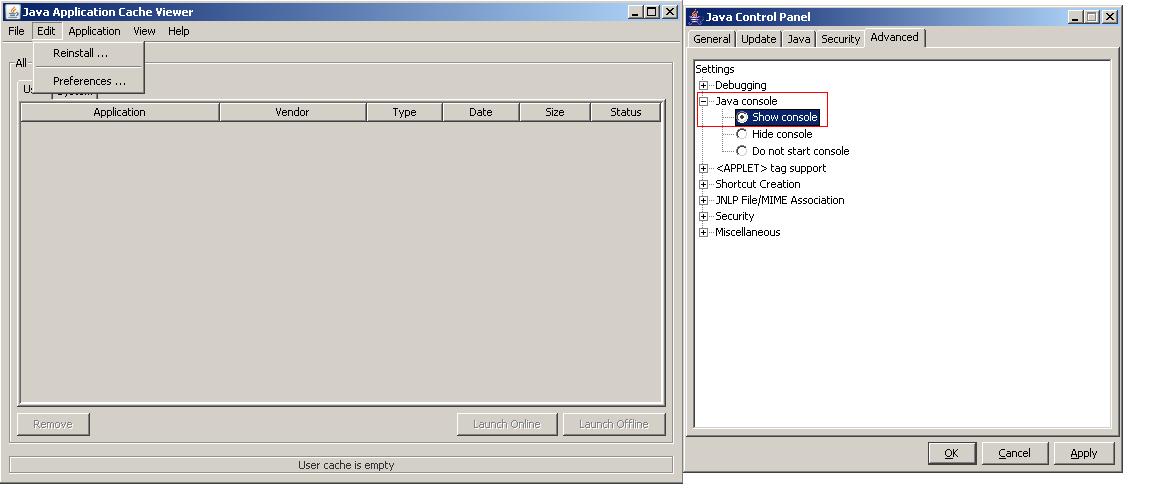 Java Application Cache Viewer
File Edit Application View Help
Reinstall ...
Preferences ...
All
Application Vendor Type Date Size Status
Remove Launch Online Launch Offline
User cache is empty
Java Control Panel
General Update Java Security Advanced
Settings
Debugging
Java console
Show console
Hide console
Do not start console
<APPLET> tag support
Shortcut Creation
JNLP File/MIME Association
Security
Miscellaneous
OK Cancel Apply